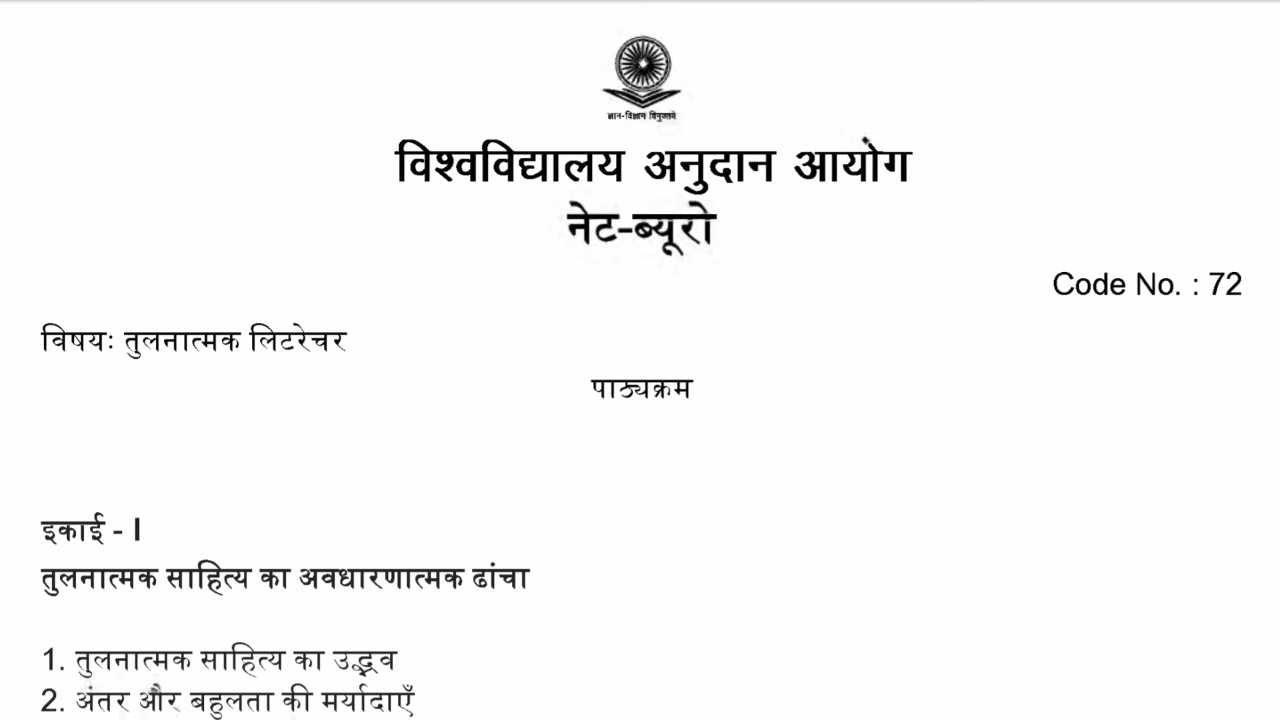 ज्ञान-विज्ञान विमुक्तये
विश्वविद्यालय अनुदान आयोग
नेट-ब्यूरो
Code No. : 72
विषयः तुलनात्मक लिटरेचर
पाठ्यक्रम
इकाई - I
तुलनात्मक साहित्य का अवधारणात्मक ढांचा
1. तुलनात्मक साहित्य का उद्भव
2. अंतर और बहुलता की मर्यादाएँ